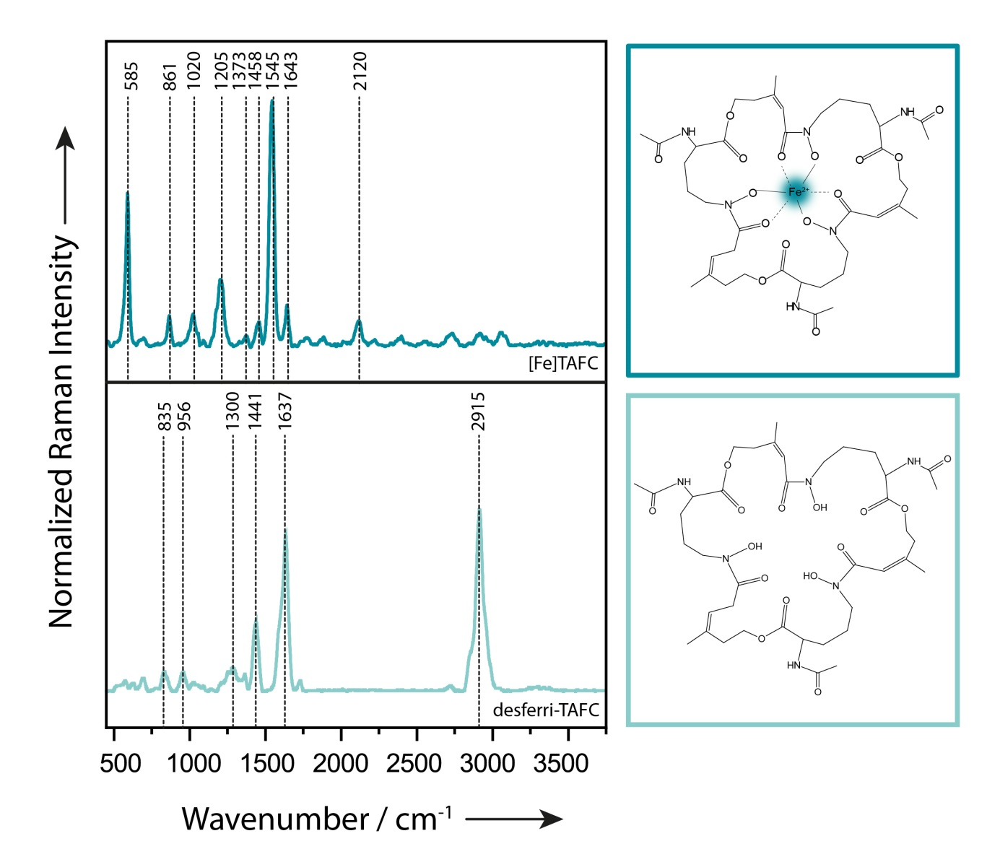 585
861
1020
1205
1373
1458
1545
1643
2120
[Fe]TAFC
835
956
1300
1441
1637
2915
desferri-TAFC
Normalized Raman Intensity
500 1000 1500 2000 2500 3000 3500
Wavenumber / cm-1
O
NH
O
O
N
O
O
NH
O
O
O
O
Fe2+
O
N
O
O
O
N
O
O
HN
O
O
NH
O
O
N
O
OH
NH
O
O
O
OH
N
O
O
HO
N
O
O
HN
O